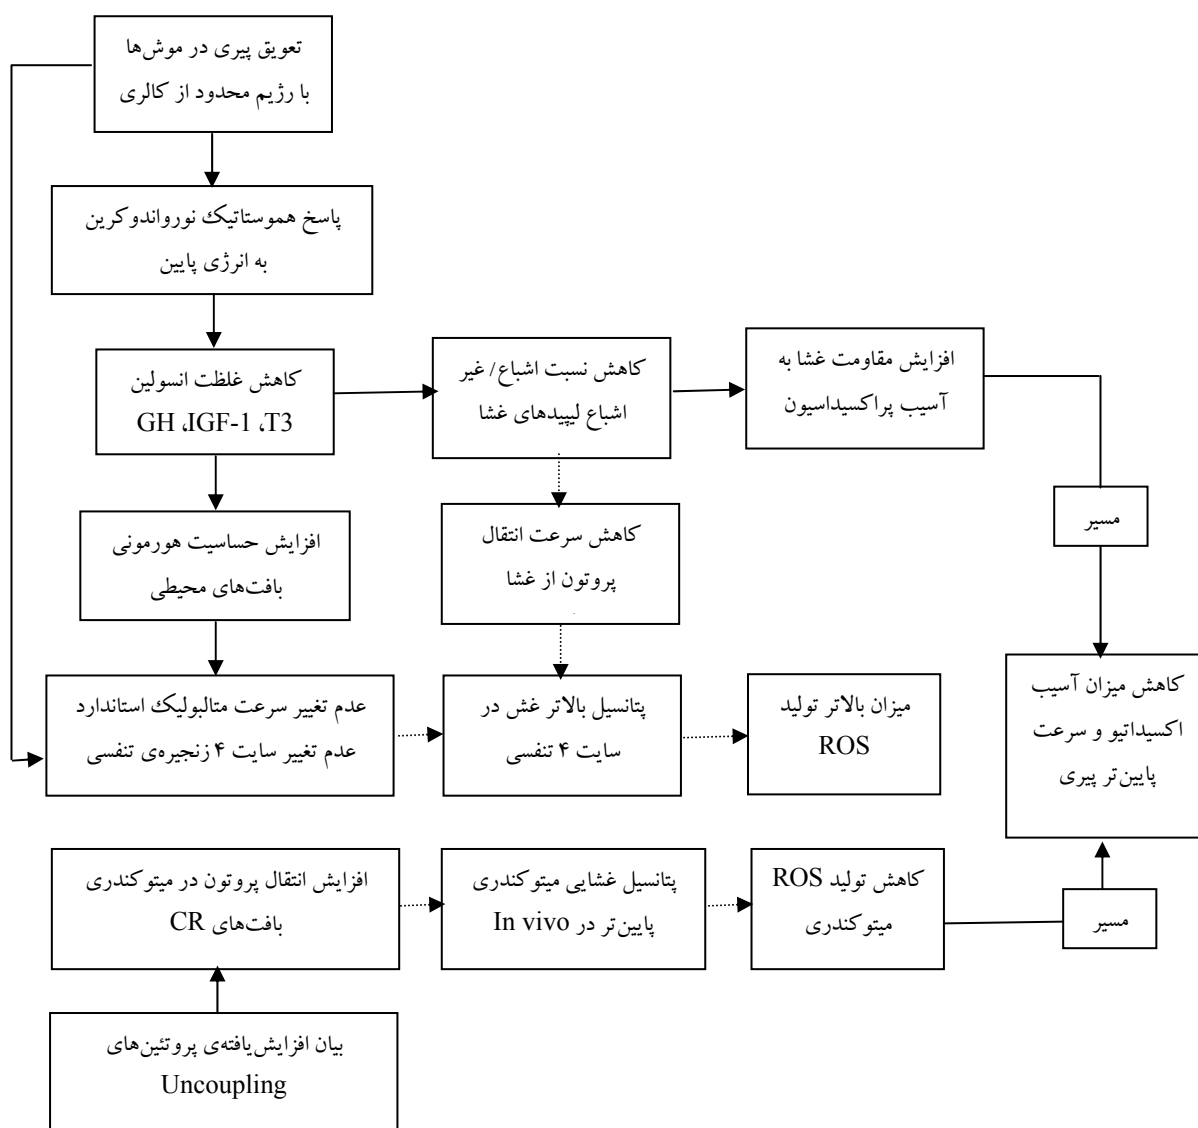 تعویق پیری در موش‌ها
با رژیم محدود از کالری
پاسخ هموستاتیک نورواندوکرین
به انرژی پایین
کاهش غلظت انسولین
GH ،IGF-1 ،T3
کاهش نسبت اشباع/ غیر
اشباع لیپیدهای غشا
افزایش مقاومت غشا به
آسیب پراکسیداسیون
مسیر
افزایش حساسیت هورمونی
بافت‌های محیطی
کاهش سرعت انتقال
پروتون از غشا
کاهش میزان آسیب
اکسیداتیو و سرعت
پایین‌تر پیری
عدم تغییر سرعت متالبولیک استاندارد
عدم تغییر سایت ۴ زنجیره‌ی تنفسی
پتانسیل بالاتر غش در
سایت ۴ تنفسی
میزان بالاتر تولید
ROS
افزایش انتقال پروتون در میتوکندری
بافت‌های CR
پتانسیل غشایی میتوکندری
پایین‌تر در In vivo
کاهش تولید ROS
میتوکندری
مسیر
بیان افزایش‌یافته‌ی پروتئین‌های
Uncoupling